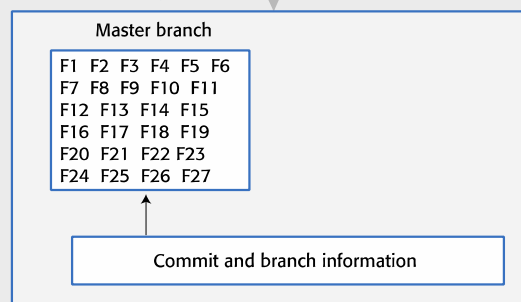 Master branch
F1 F2 F3 F4 F5 F6
F7 F8 F9 F10 F11
F12 F13 F14 F15
F16 F17 F18 F19
F20 F21 F22 F23
F24 F25 F26 F27
Commit and branch information